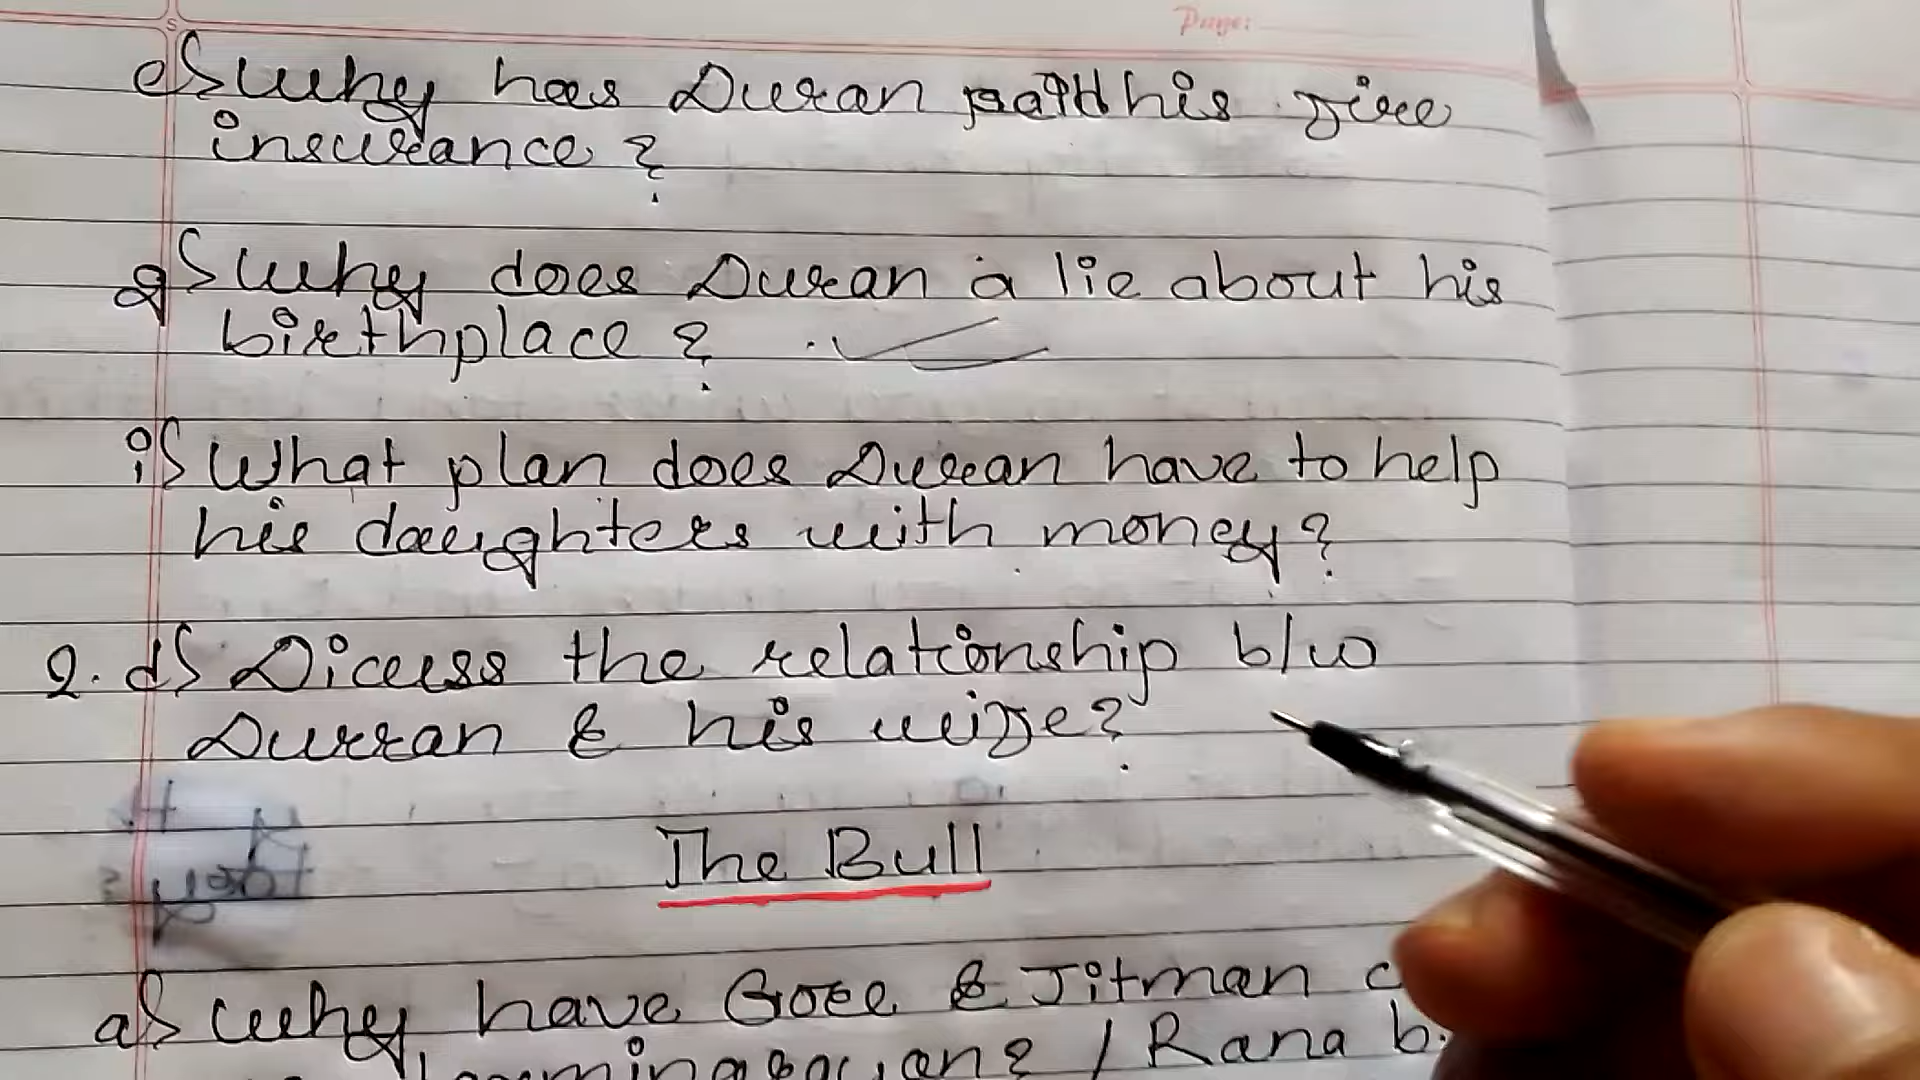 Page:
e) Why has Duran paid his fire
insurance?
g) Why does Duran a lie about his
birthplace?
i) What plan does Duran have to help
his daughters with money?
2. d) Dicuss the relationship b/w
Durran & his wife?
The Bull
a) Why have Gore & Jitman
/ Rana